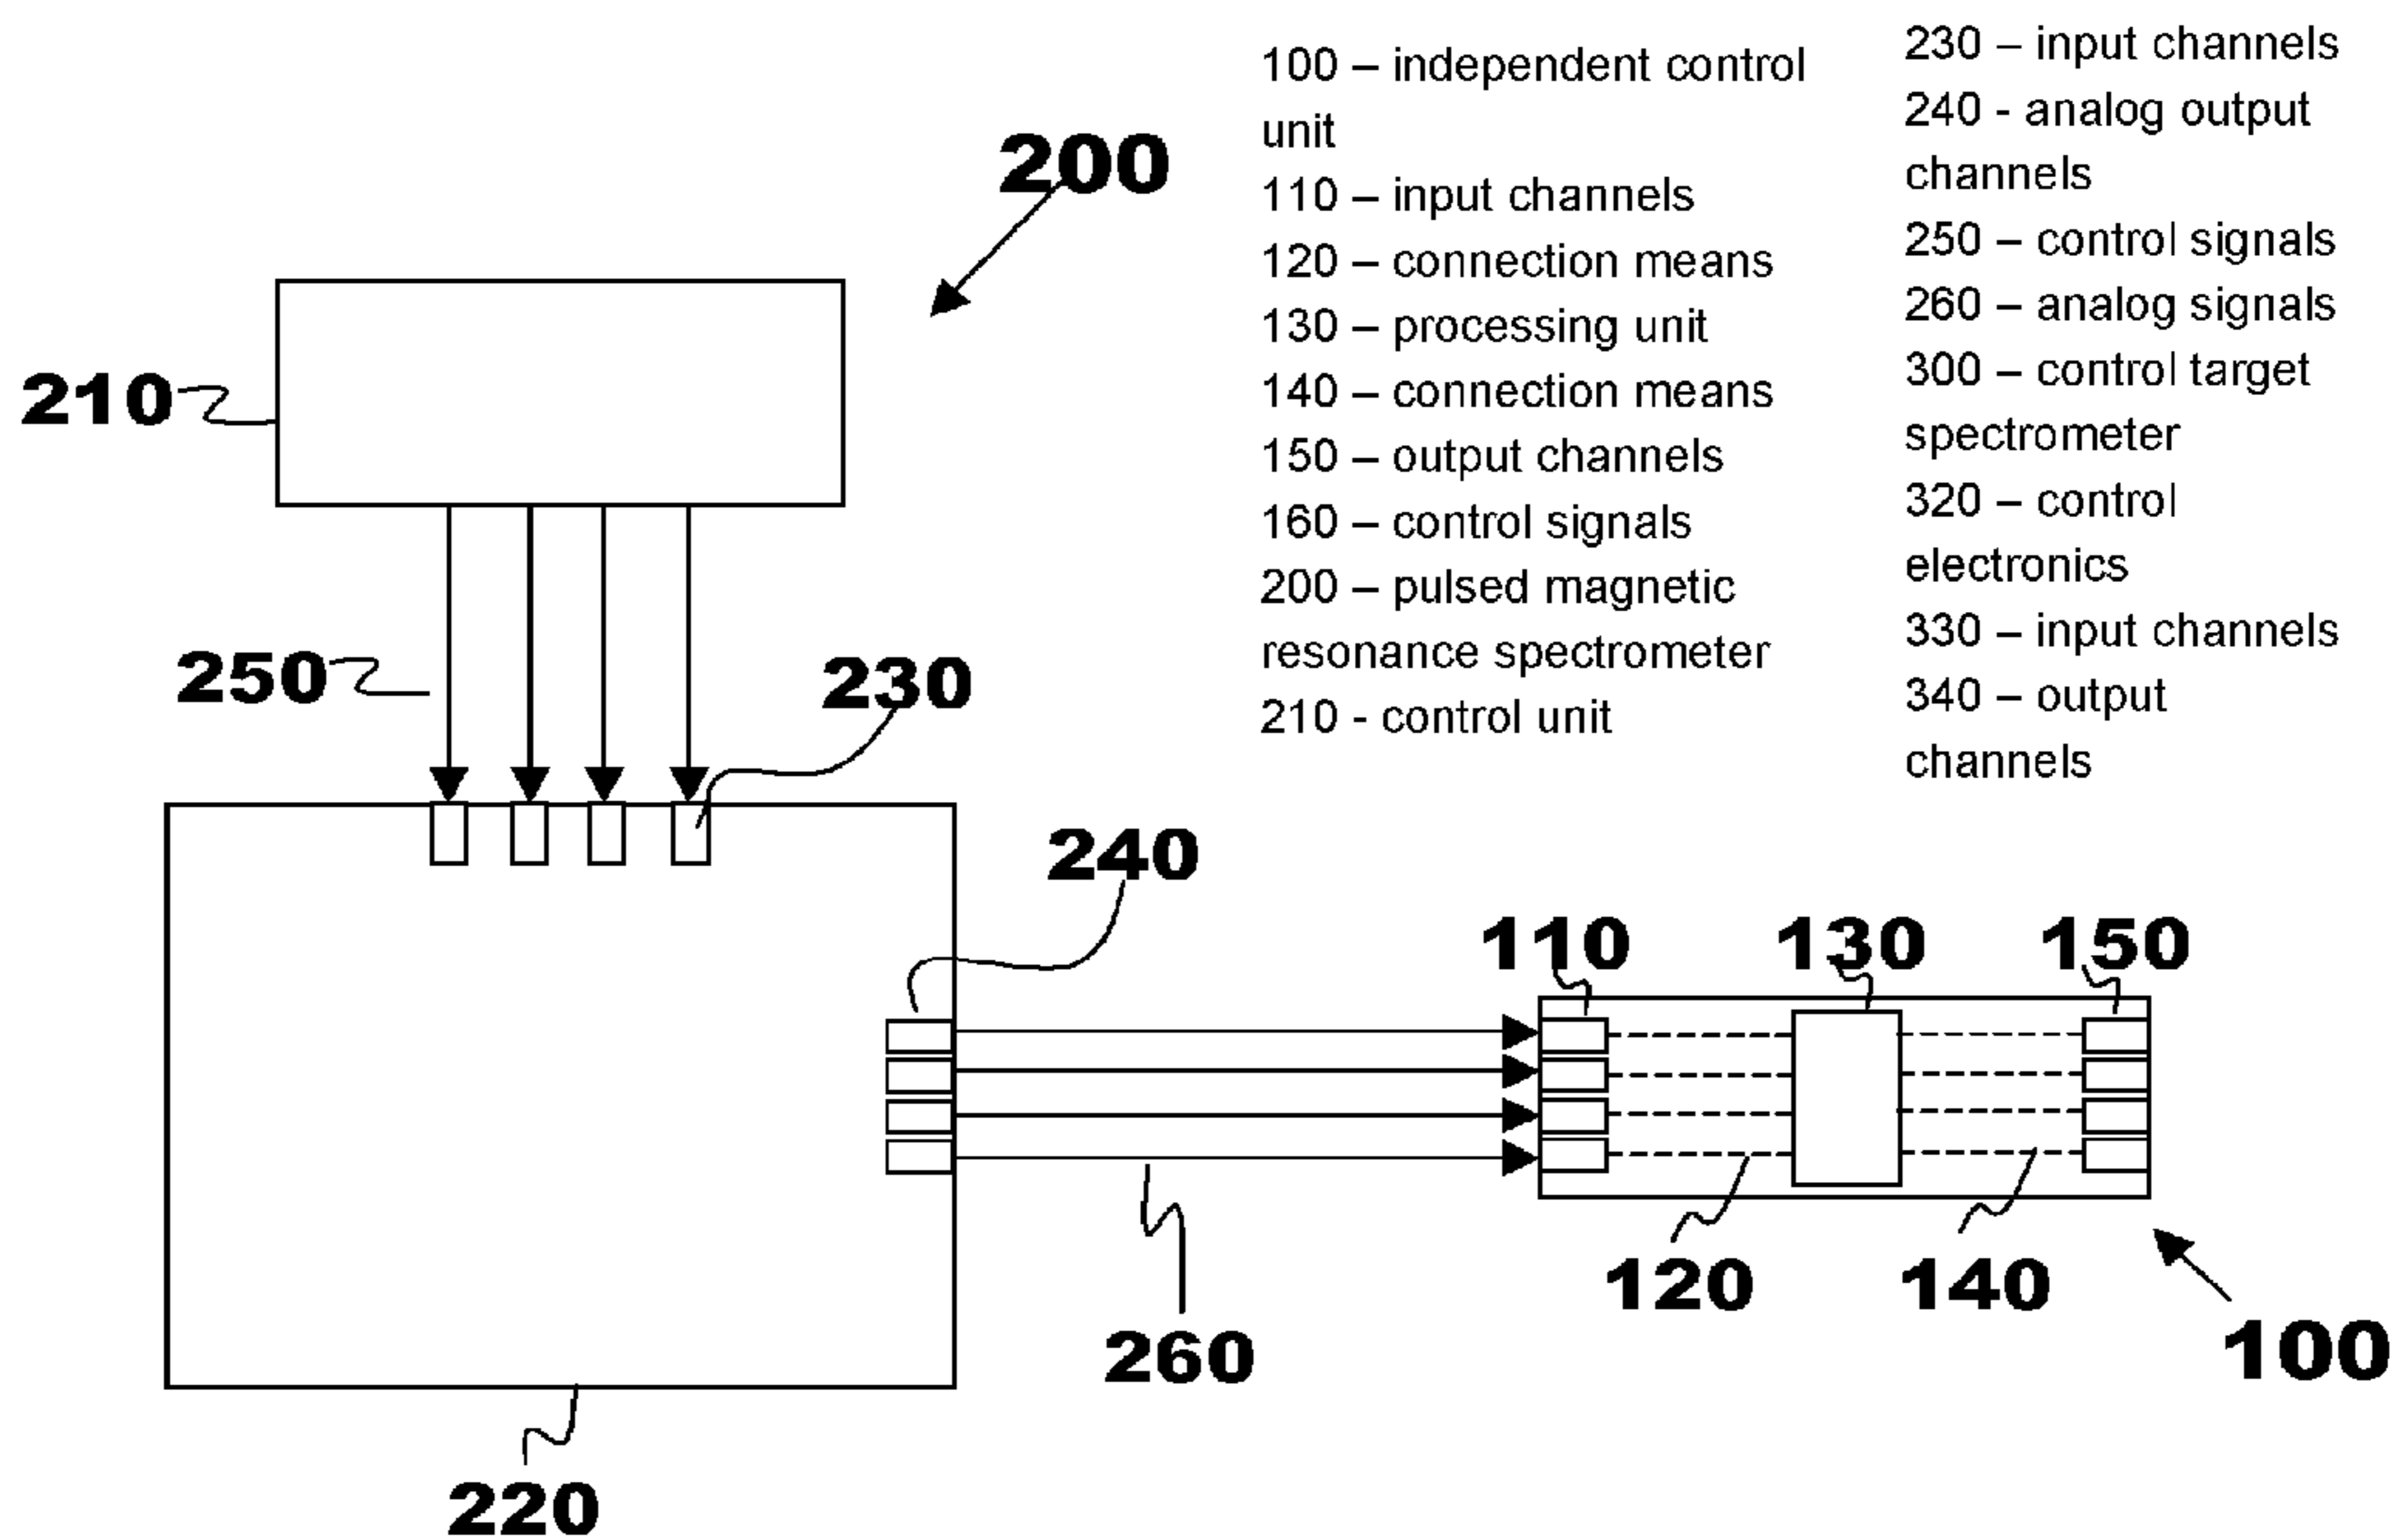 100 – independent control
unit
110 – input channels
120 – connection means
130 – processing unit
140 – connection means
150 – output channels
160 – control signals
200 – pulsed magnetic
resonance spectrometer
210 - control unit
230 – input channels
240 - analog output
channels
250 – control signals
260 – analog signals
300 – control target
spectrometer
320 – control
electronics
330 – input channels
340 – output
channels
200
210
250
230
240
110
130
150
120
140
260
100
220